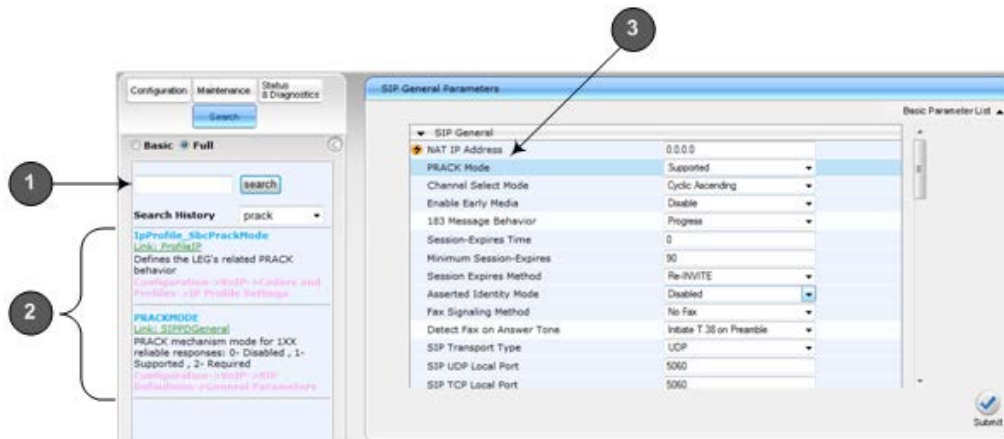 3
Configuration Maintenance Status & Diagnostics
Search
SIP General Parameters
Basic Parameter List
Basic Full
1
search
Search History prack
2
IpProfile_SbcPrackMode
Link: ProfileIP
Defines the LEG's related PRACK
behavior
Configuration->VoIP->Coders and
Profiles->IP Profile Settings
PRACKMODE
Link: SIPPDGeneral
PRACK mechanism mode for 1XX
reliable responses: 0- Disabled , 1-
Supported , 2- Required
Configuration->VoIP->SIP
Definitions->General Parameters
SIP General
NAT IP Address 0.0.0.0
PRACK Mode Supported
Channel Select Mode Cyclic Ascending
Enable Early Media Disable
183 Message Behavior Progress
Session-Expires Time 0
Minimum Session-Expires 90
Session Expires Method Re-INVITE
Asserted Identity Mode Disabled
Fax Signaling Method No Fax
Detect Fax on Answer Tone Initiate T.38 on Preamble
SIP Transport Type UDP
SIP UDP Local Port 5060
SIP TCP Local Port 5060
Submit